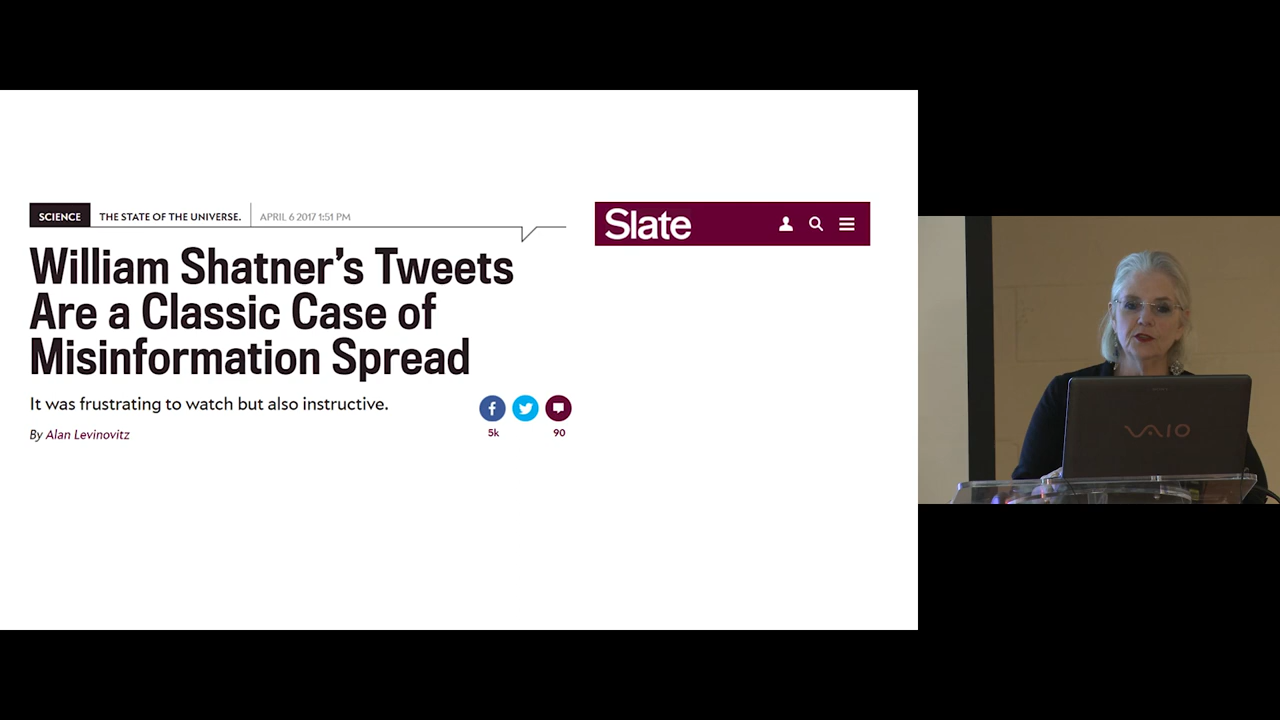 SCIENCE THE STATE OF THE UNIVERSE. APRIL 6 2017 1:51 PM
Slate
William Shatner's Tweets
Are a Classic Case of
Misinformation Spread
It was frustrating to watch but also instructive.
By Alan Levinovitz
5k 90
VAIO